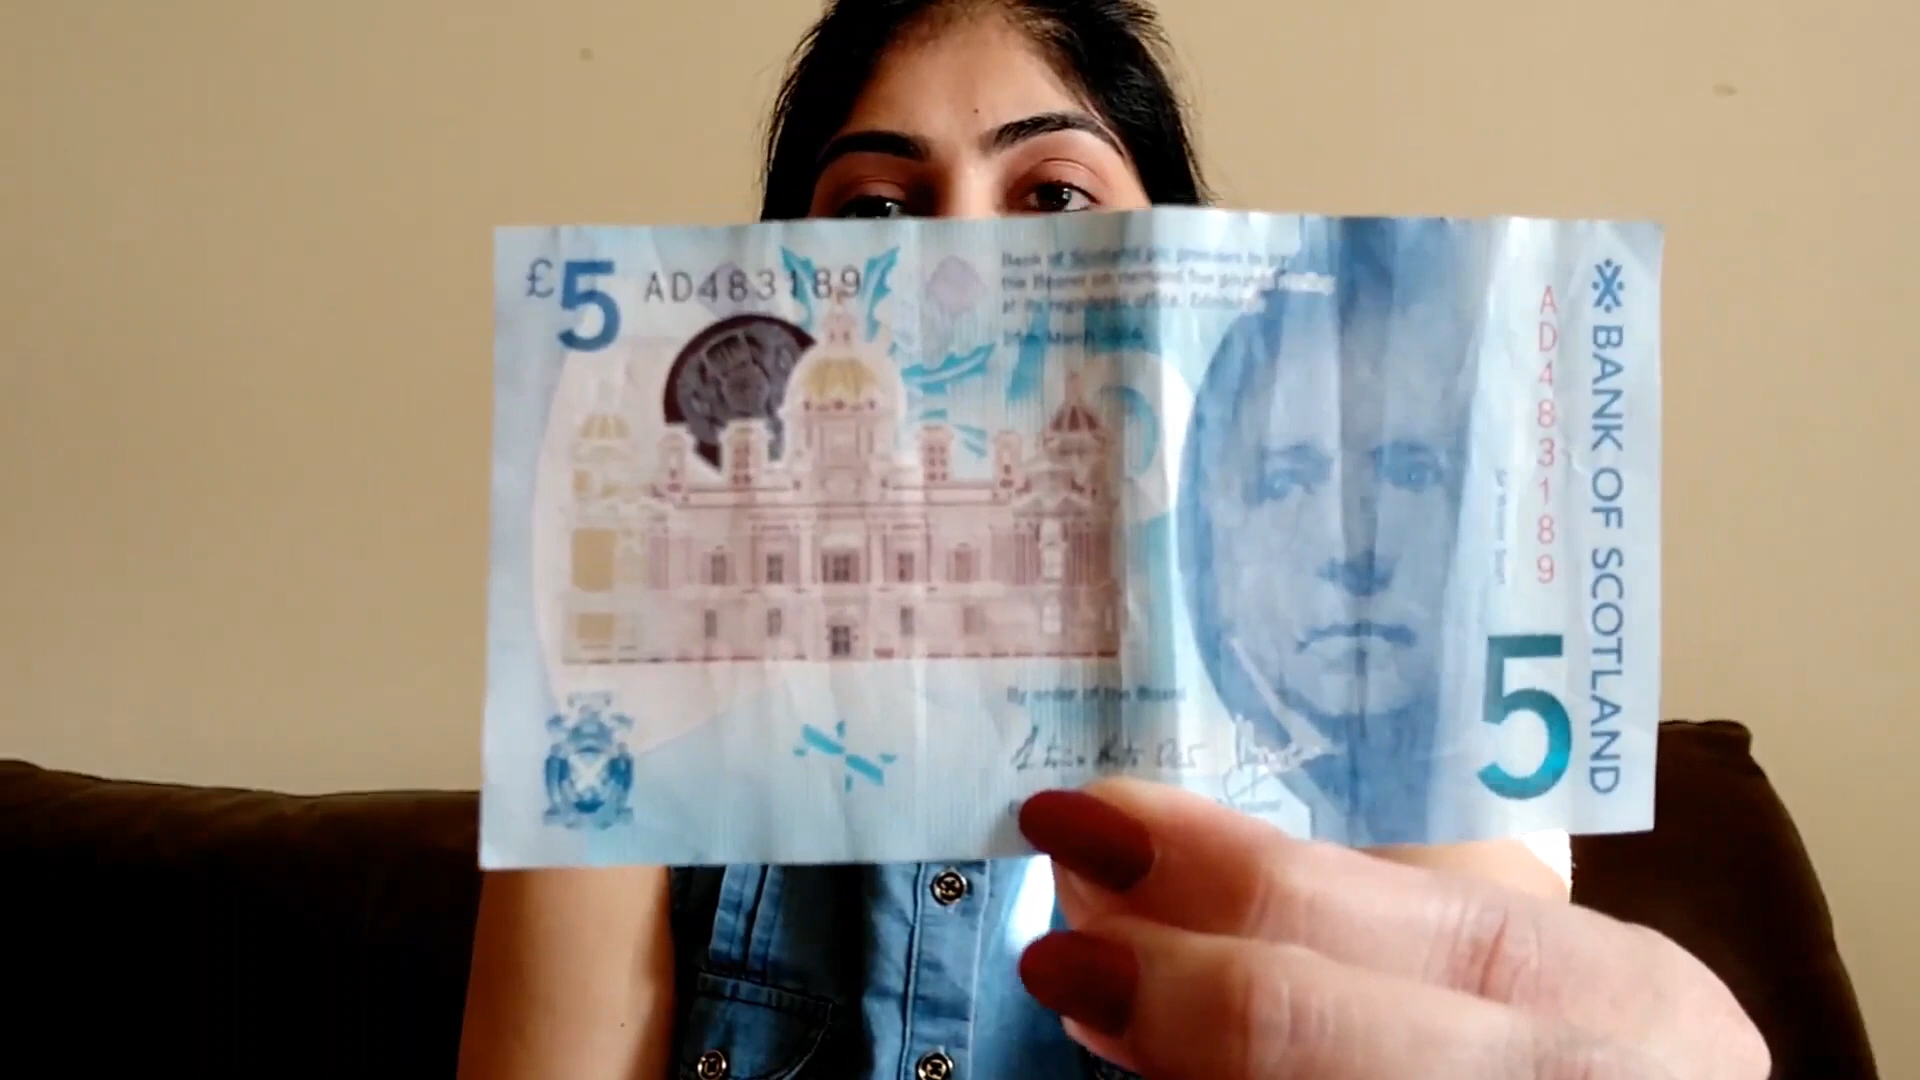 £5 AD483189
Bank of Scotland plc promises to pay
the Bearer on demand five pounds
at its registered office, Edinburgh
By order of the Board
AD483189
5
BANK OF SCOTLAND